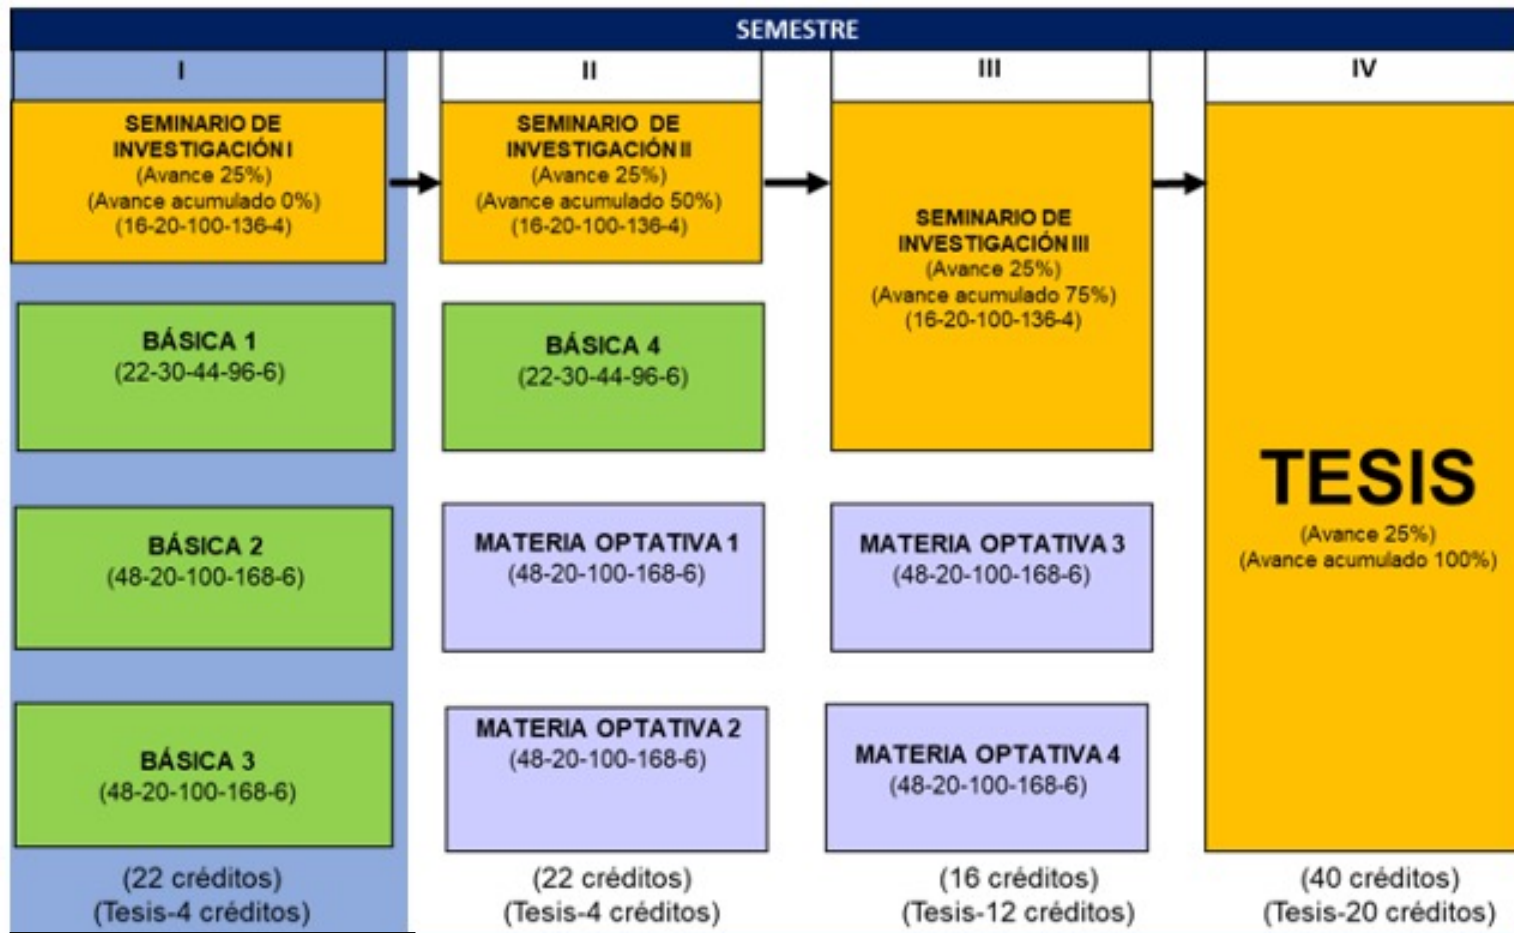 SEMESTRE
I
II
III
IV
SEMINARIO DE
INVESTIGACIÓN I
(Avance 25%)
(Avance acumulado 0%)
(16-20-100-136-4)
SEMINARIO DE
INVESTIGACIÓN II
(Avance 25%)
(Avance acumulado 50%)
(16-20-100-136-4)
SEMINARIO DE
INVESTIGACIÓN III
(Avance 25%)
(Avance acumulado 75%)
(16-20-100-136-4)
TESIS
(Avance 25%)
(Avance acumulado 100%)
BÁSICA 1
(22-30-44-96-6)
BÁSICA 4
(22-30-44-96-6)
BÁSICA 2
(48-20-100-168-6)
MATERIA OPTATIVA 1
(48-20-100-168-6)
MATERIA OPTATIVA 3
(48-20-100-168-6)
BÁSICA 3
(48-20-100-168-6)
MATERIA OPTATIVA 2
(48-20-100-168-6)
MATERIA OPTATIVA 4
(48-20-100-168-6)
(22 créditos)
(Tesis-4 créditos)
(22 créditos)
(Tesis-4 créditos)
(16 créditos)
(Tesis-12 créditos)
(40 créditos)
(Tesis-20 créditos)